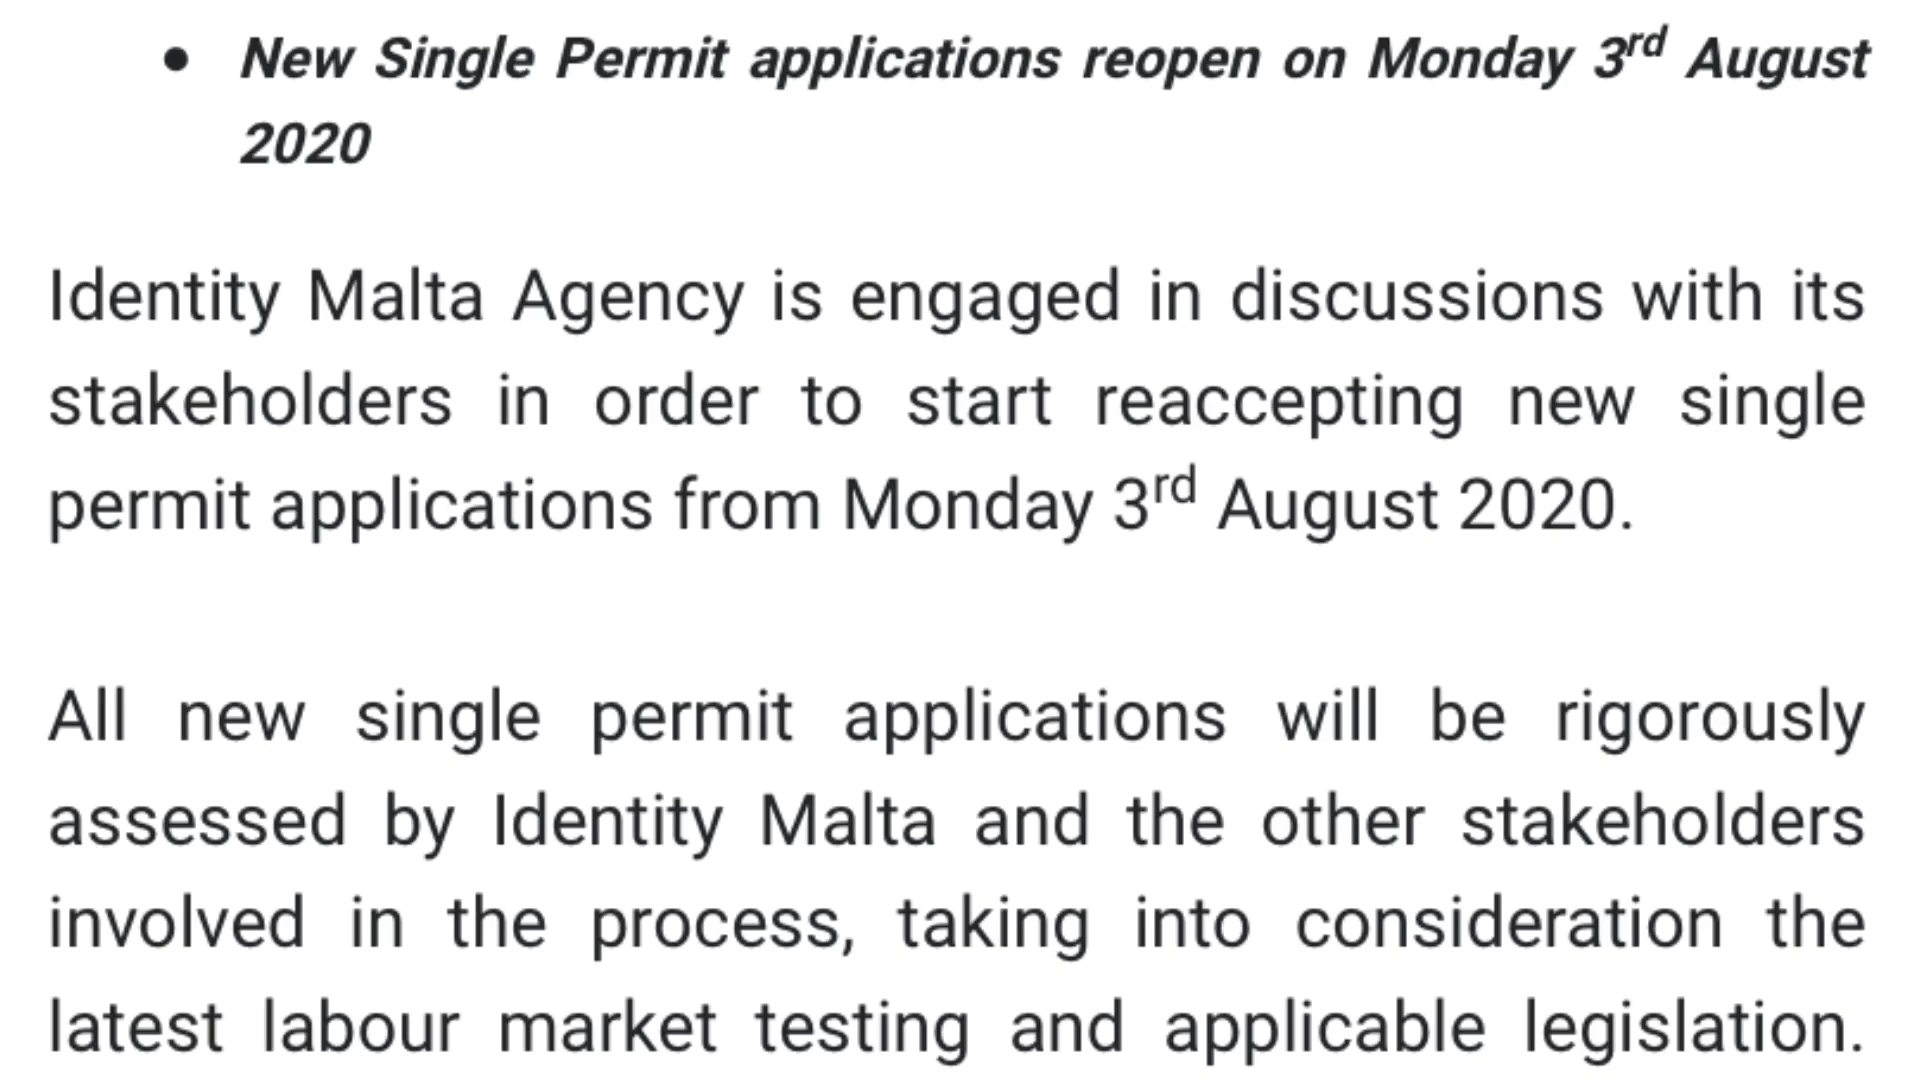 • New Single Permit applications reopen on Monday 3rd August
2020
Identity Malta Agency is engaged in discussions with its
stakeholders in order to start reaccepting new single
permit applications from Monday 3rd August 2020.
All new single permit applications will be rigorously
assessed by Identity Malta and the other stakeholders
involved in the process, taking into consideration the
latest labour market testing and applicable legislation.